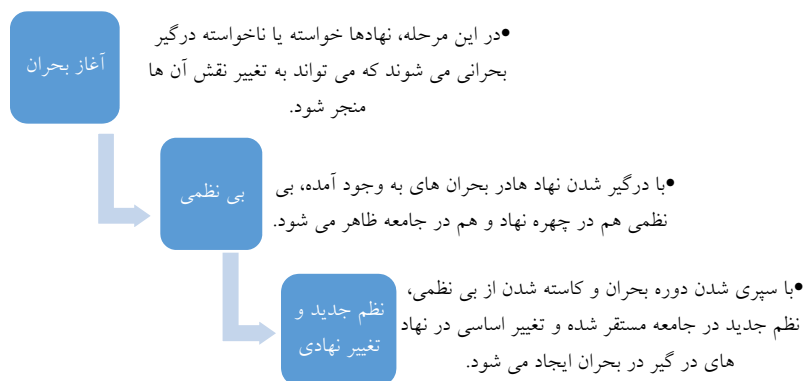 آغاز بحران
•در این مرحله، نهادها خواسته یا ناخواسته درگیر
بحرانی می شوند که می تواند به تغییر نقش آن ها
منجر شود.
بی نظمی
•با درگیر شدن نهاد هادر بحران های به وجود آمده، بی
نظمی هم در چهره نهاد و هم در جامعه ظاهر می شود.
نظم جدید و
تغییر نهادی
•با سپری شدن دوره بحران و کاسته شدن از بی نظمی،
نظم جدید در جامعه مستقر شده و تغییر اساسی در نهاد
های در گیر در بحران ایجاد می شود.